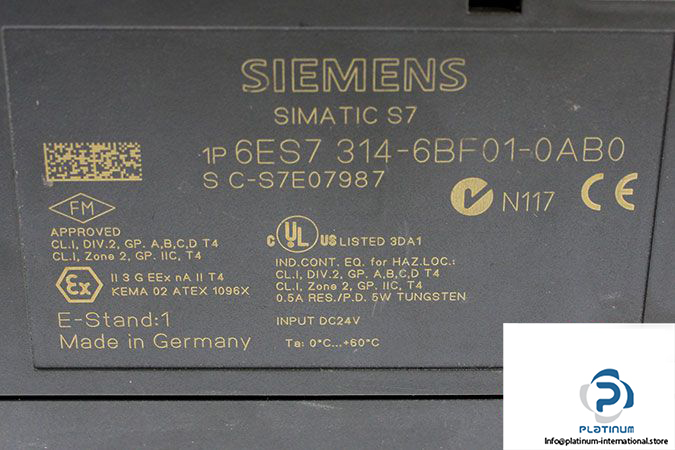 SIEMENS
SIMATIC S7
1P 6ES7 314-6BF01-0AB0
S C-S7E07987
FM
APPROVED
CL.I, DIV.2, GP. A,B,C,D T4
CL.I, Zone 2, GP. IIC, T4
Ex II 3 G EEx nA II T4
KEMA 02 ATEX 1096X
E-Stand:1
Made in Germany
C UL US LISTED 3DA1
IND.CONT. EQ. for HAZ.LOC.:
CL.I, DIV.2, GP. A,B,C,D T4
CL.I, Zone 2, GP. IIC, T4
0.5A RES./P.D. 5W TUNGSTEN
INPUT DC24V
Ta: 0°C...+60°C
N117 CE
PLATINUM
Info@platinum-international.store